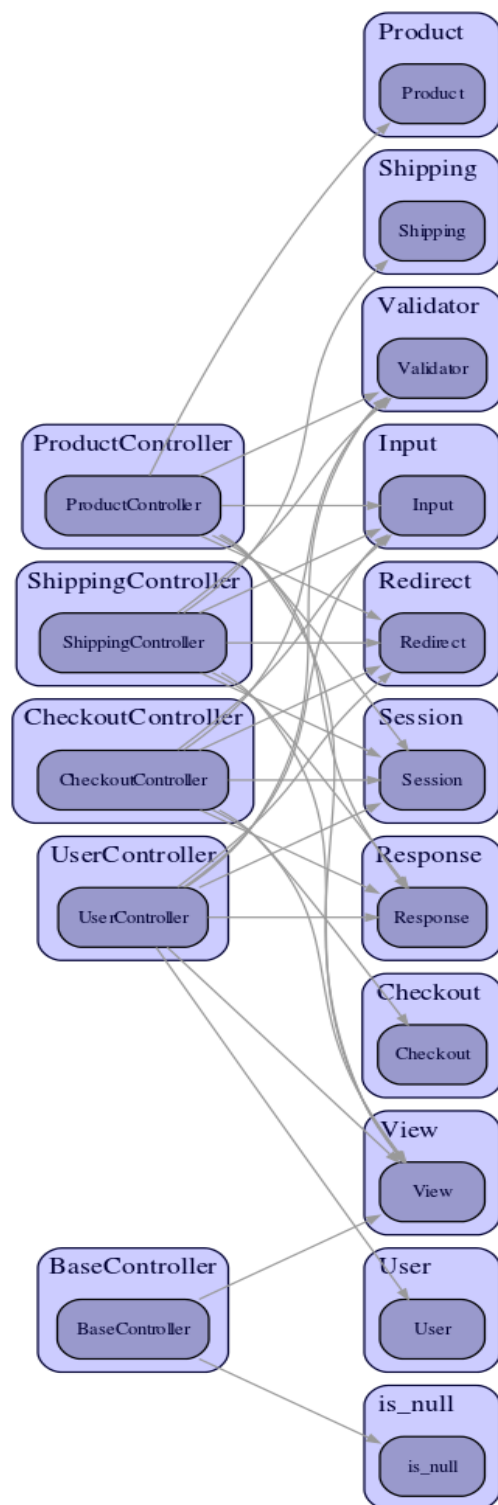 Product
Product
Shipping
Shipping
Validator
Validator
ProductController
ProductController
Input
Input
ShippingController
ShippingController
Redirect
Redirect
CheckoutController
CheckoutController
Session
Session
UserController
UserController
Response
Response
Checkout
Checkout
View
View
BaseController
BaseController
User
User
is_null
is_null